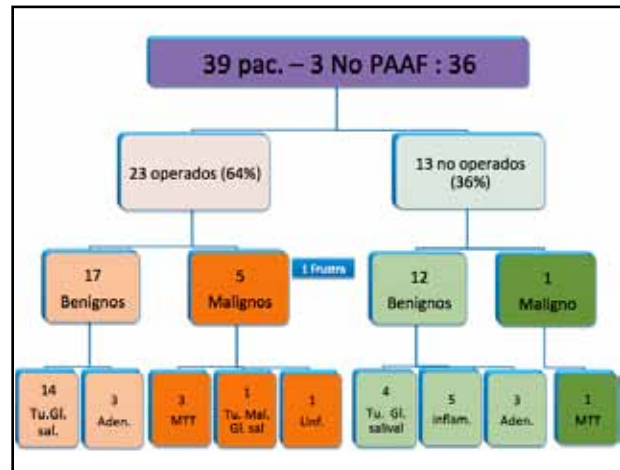 39 pac. – 3 No PAAF : 36
23 operados (64%)
13 no operados
(36%)
17
Benignos
5
Malignos
1 Frustra
12
Benignos
1
Maligno
14
Tu.Gl.
sal.
3
Aden.
3
MTT
1
Tu. Mal.
Gl. sal
1
Linf.
4
Tu. Gl.
salival
5
Inflam.
3
Aden.
1
MTT